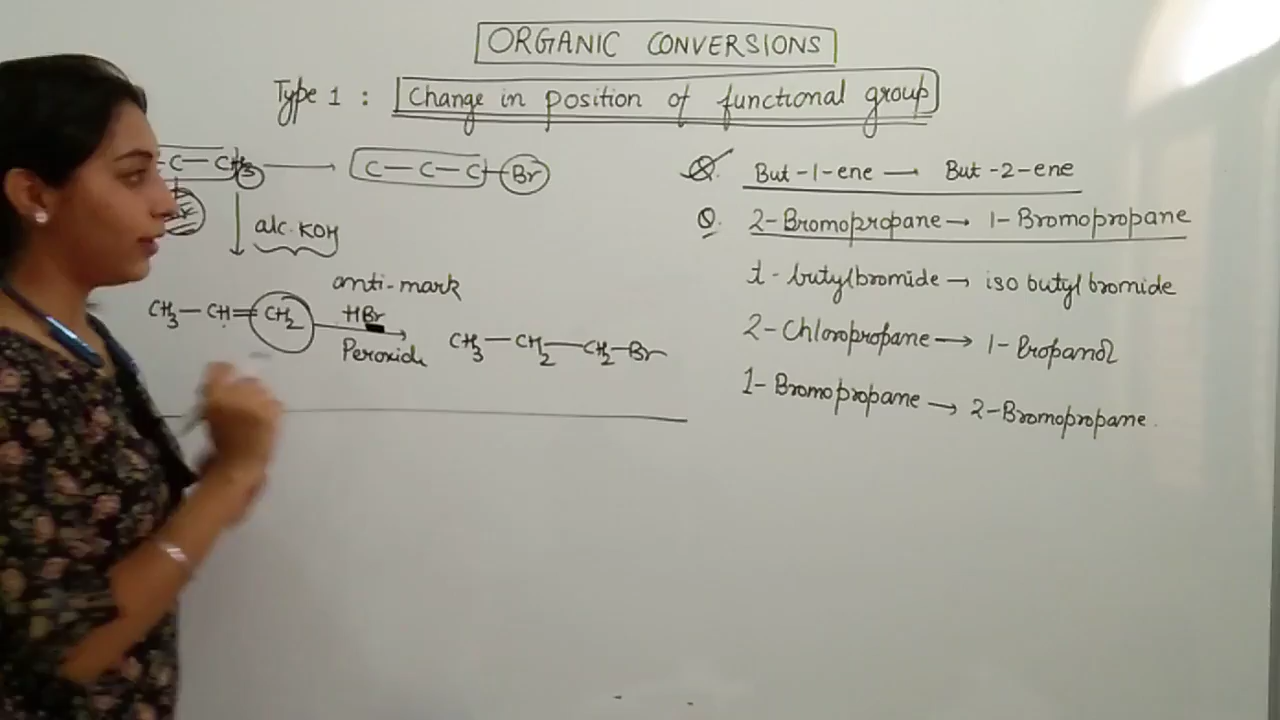 ORGANIC CONVERSIONS
Type 1 : Change in position of functional group
C — CH3 → C — C — C — Br
alc. KOH
CH3 — CH = CH2
anti-mark
HBr
Peroxide
CH3 — CH2 — CH2 — Br
Q. But-1-ene → But-2-ene
Q. 2-Bromopropane → 1-Bromopropane
t-butylbromide → iso butyl bromide
2-Chloropropane → 1-Propanol
1-Bromopropane → 2-Bromopropane.